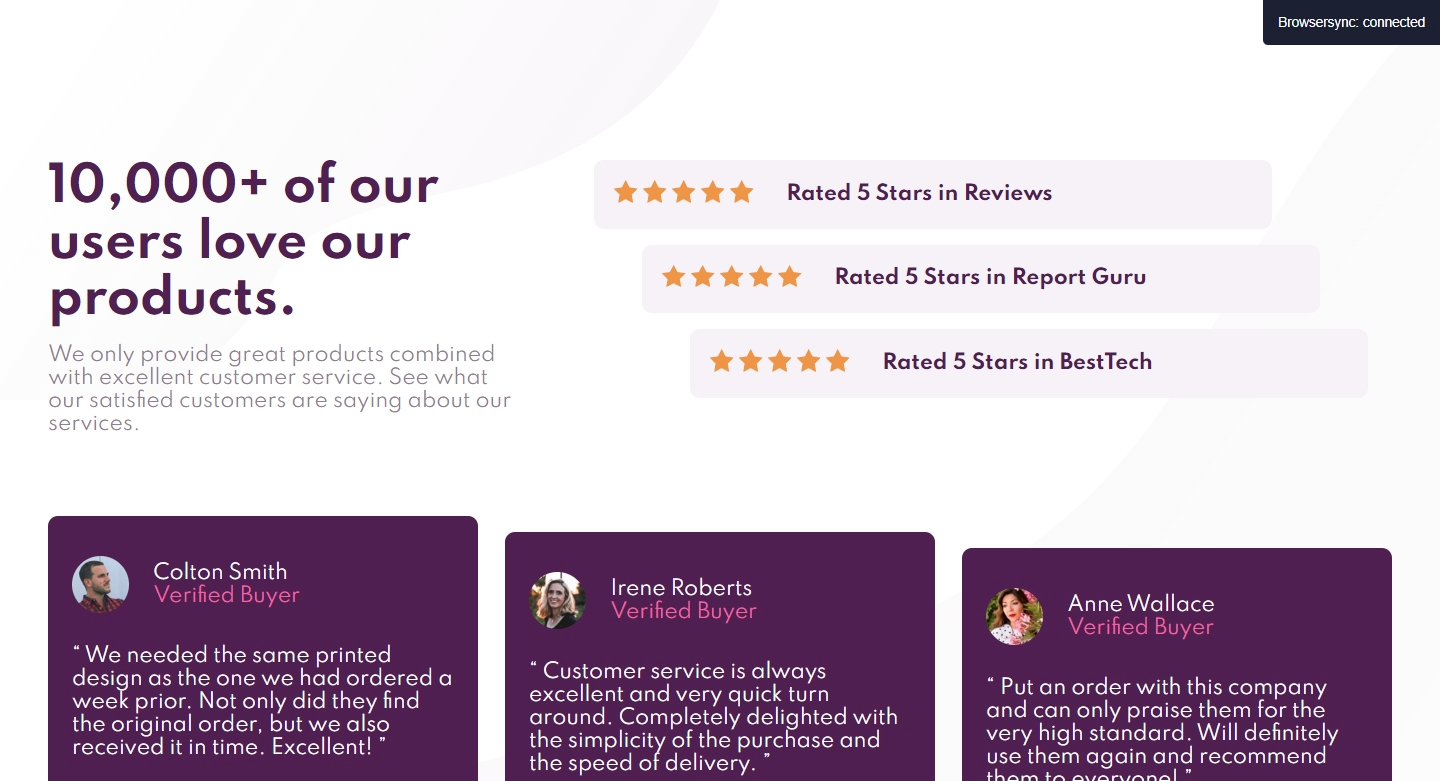 Browsersync: connected
10,000+ of our
users love our
products.
We only provide great products combined
with excellent customer service. See what
our satisfied customers are saying about our
services.
Rated 5 Stars in Reviews
Rated 5 Stars in Report Guru
Rated 5 Stars in BestTech
Colton Smith
Verified Buyer
“ We needed the same printed
design as the one we had ordered a
week prior. Not only did they find
the original order, but we also
received it in time. Excellent! ”
Irene Roberts
Verified Buyer
“ Customer service is always
excellent and very quick turn
around. Completely delighted with
the simplicity of the purchase and
the speed of delivery. ”
Anne Wallace
Verified Buyer
“ Put an order with this company
and can only praise them for the
very high standard. Will definitely
use them again and recommend
them to everyone! ”